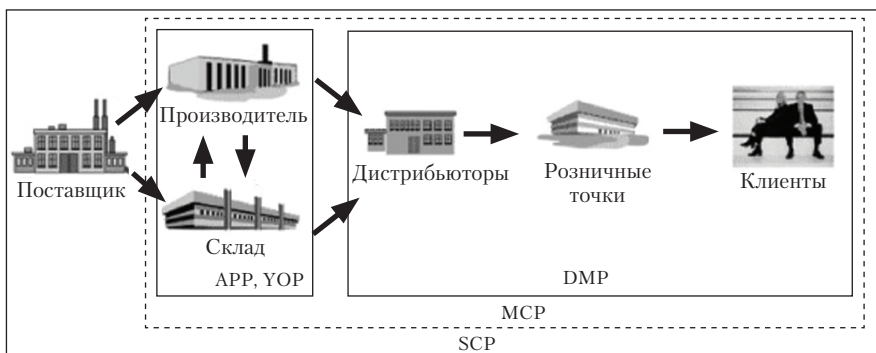 Производитель
Поставщик
Склад
Дистрибьюторы
Розничные
точки
Клиенты
APP, YOP
DMP
MCP
SCP